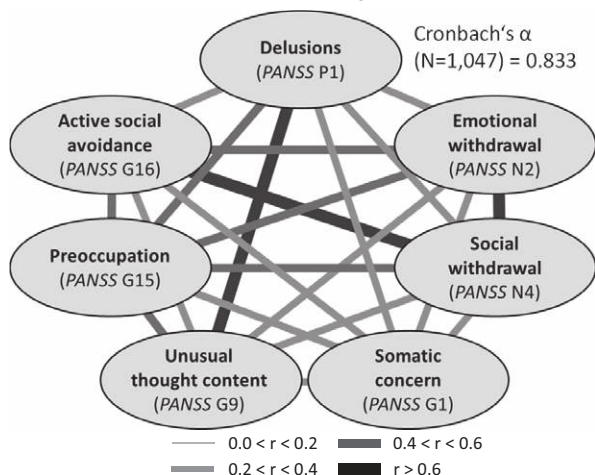 Delusions
(PANSS P1)
Cronbach‘s α
(N=1,047) = 0.833
Active social
avoidance
(PANSS G16)
Emotional
withdrawal
(PANSS N2)
Preoccupation
(PANSS G15)
Social
withdrawal
(PANSS N4)
Unusual
thought content
(PANSS G9)
Somatic
concern
(PANSS G1)
0.0 < r < 0.2
0.4 < r < 0.6
0.2 < r < 0.4
r > 0.6